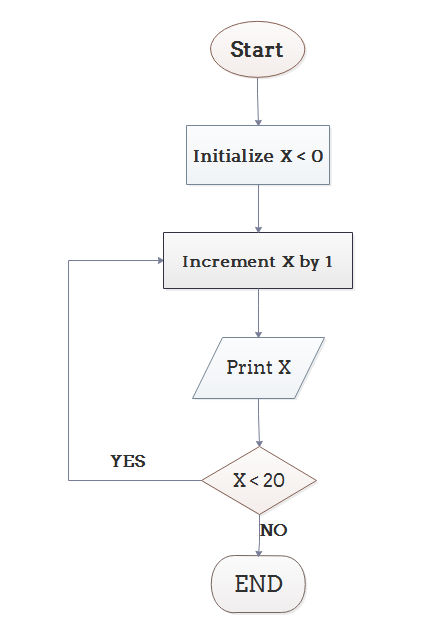 Start
Initialize X < 0
Increment X by 1
Print X
YES
X < 20
NO
END